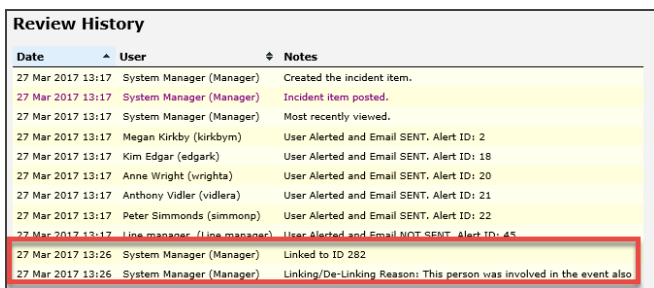 Review History
Date User Notes
27 Mar 2017 13:17 System Manager (Manager) Created the incident item.
27 Mar 2017 13:17 System Manager (Manager) Incident item posted.
27 Mar 2017 13:17 System Manager (Manager) Most recently viewed.
27 Mar 2017 13:17 Megan Kirkby (kirkbym) User Alerted and Email SENT. Alert ID: 2
27 Mar 2017 13:17 Kim Edgar (edgark) User Alerted and Email SENT. Alert ID: 18
27 Mar 2017 13:17 Anne Wright (wrighta) User Alerted and Email SENT. Alert ID: 20
27 Mar 2017 13:17 Anthony Vidler (vidlera) User Alerted and Email SENT. Alert ID: 21
27 Mar 2017 13:17 Peter Simmonds (simmonp) User Alerted and Email SENT. Alert ID: 22
27 Mar 2017 13:17 Line manager (Line manager) User Alerted and Email NOT SENT. Alert ID: 45
27 Mar 2017 13:26 System Manager (Manager) Linked to ID 282
27 Mar 2017 13:26 System Manager (Manager) Linking/De-Linking Reason: This person was involved in the event also